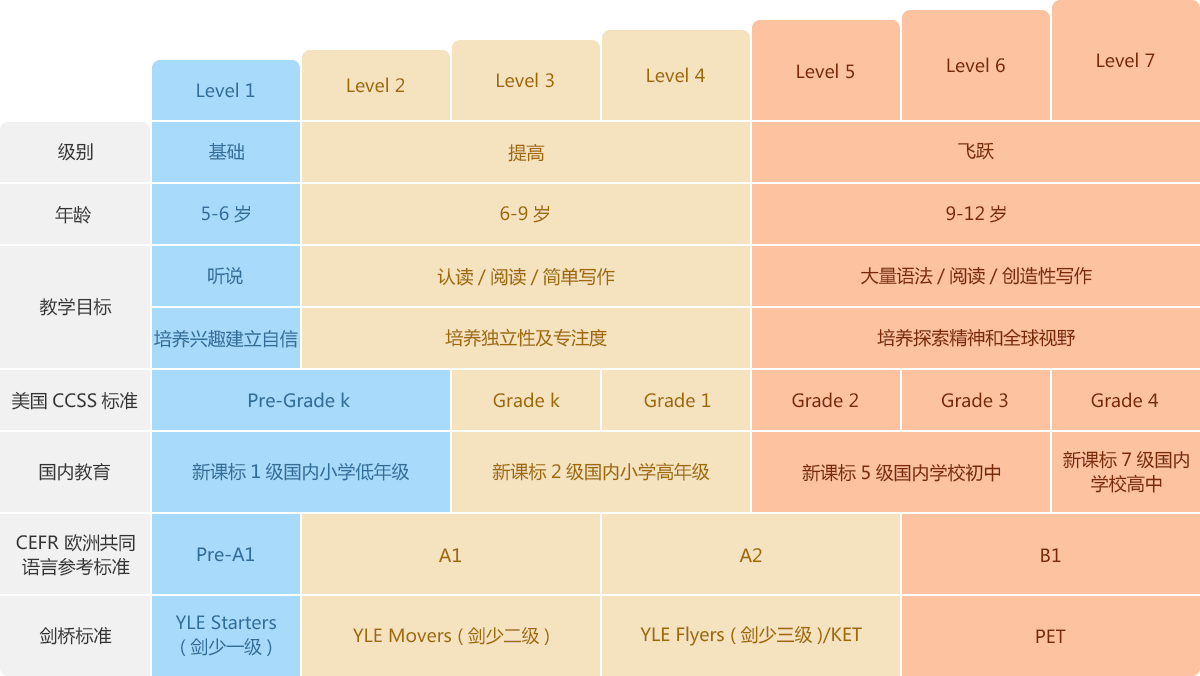 Level 1
Level 2
Level 3
Level 4
Level 5
Level 6
Level 7
级别
基础
提高
飞跃
年龄
5-6 岁
6-9 岁
9-12 岁
教学目标
听说
认读 / 阅读 / 简单写作
大量语法 / 阅读 / 创造性写作
培养兴趣建立自信
培养独立性及专注度
培养探索精神和全球视野
美国 CCSS 标准
Pre-Grade k
Grade k
Grade 1
Grade 2
Grade 3
Grade 4
国内教育
新课标 1 级国内小学低年级
新课标 2 级国内小学高年级
新课标 5 级国内学校初中
新课标 7 级国内
学校高中
CEFR 欧洲共同
语言参考标准
Pre-A1
A1
A2
B1
剑桥标准
YLE Starters
( 剑少一级 )
YLE Movers ( 剑少二级 )
YLE Flyers ( 剑少三级 )/KET
PET